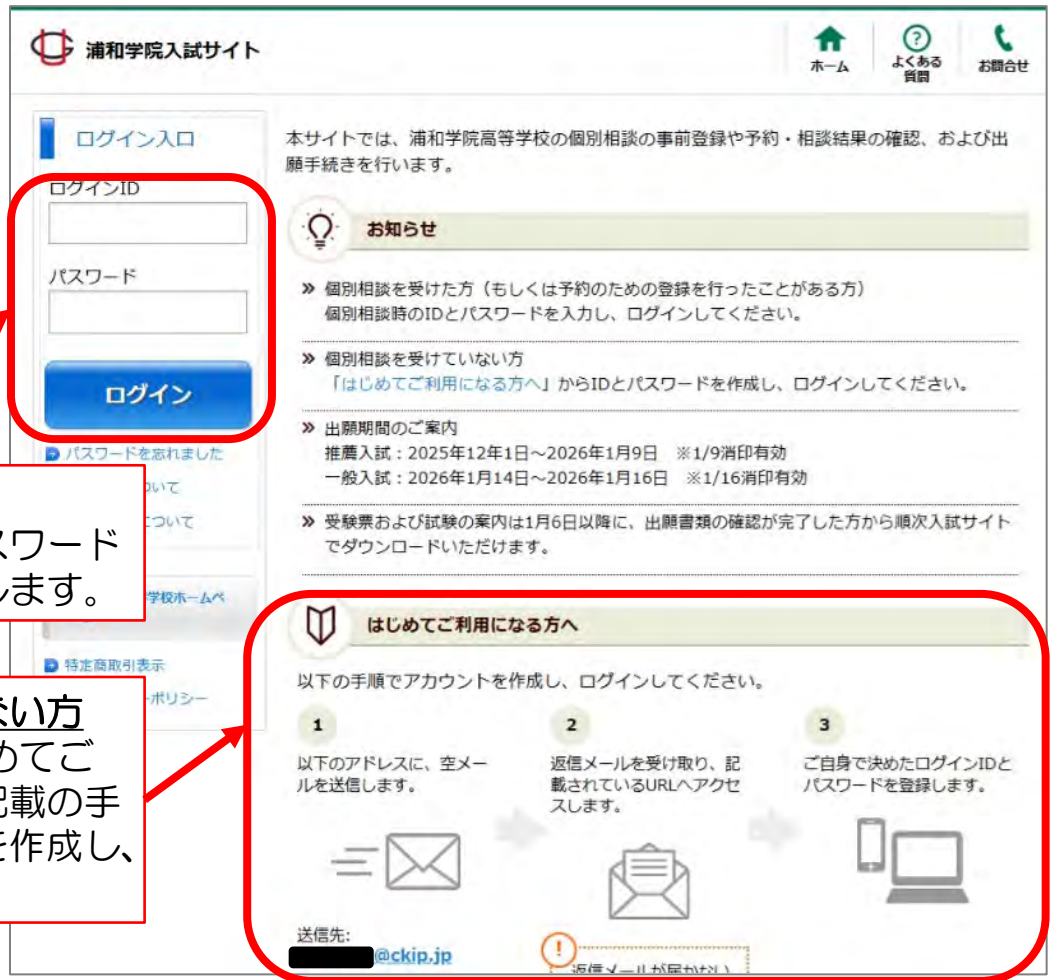 浦和学院入試サイト
ホーム
よくある
質問
お問合せ
ログイン入口
ログインID
パスワード
ログイン
パスワードを忘れました
ついて
ついて
学校ホームペ
特定商取引表示
ーポリシー
スワード
します。
ない方
めてご
記載の手
を作成し、
本サイトでは、浦和学院高等学校の個別相談の事前登録や予約・相談結果の確認、および出
願手続きを行います。
お知らせ
» 個別相談を受けた方（もしくは予約のための登録を行ったことがある方）
個別相談時のIDとパスワードを入力し、ログインしてください。
» 個別相談を受けていない方
「はじめてご利用になる方へ」からIDとパスワードを作成し、ログインしてください。
» 出願期間のご案内
推薦入試：2025年12月1日～2026年1月9日　※1/9消印有効
一般入試：2026年1月14日～2026年1月16日　※1/16消印有効
» 受験票および試験の案内は1月6日以降に、出願書類の確認が完了した方から順次入試サイト
でダウンロードいただけます。
はじめてご利用になる方へ
以下の手順でアカウントを作成し、ログインしてください。
1
以下のアドレスに、空メー
ルを送信します。
送信先:
@ckip.jp
2
返信メールを受け取り、記
載されているURLへアクセ
スします。
返信メールが届かない
3
ご自身で決めたログインIDと
パスワードを登録します。